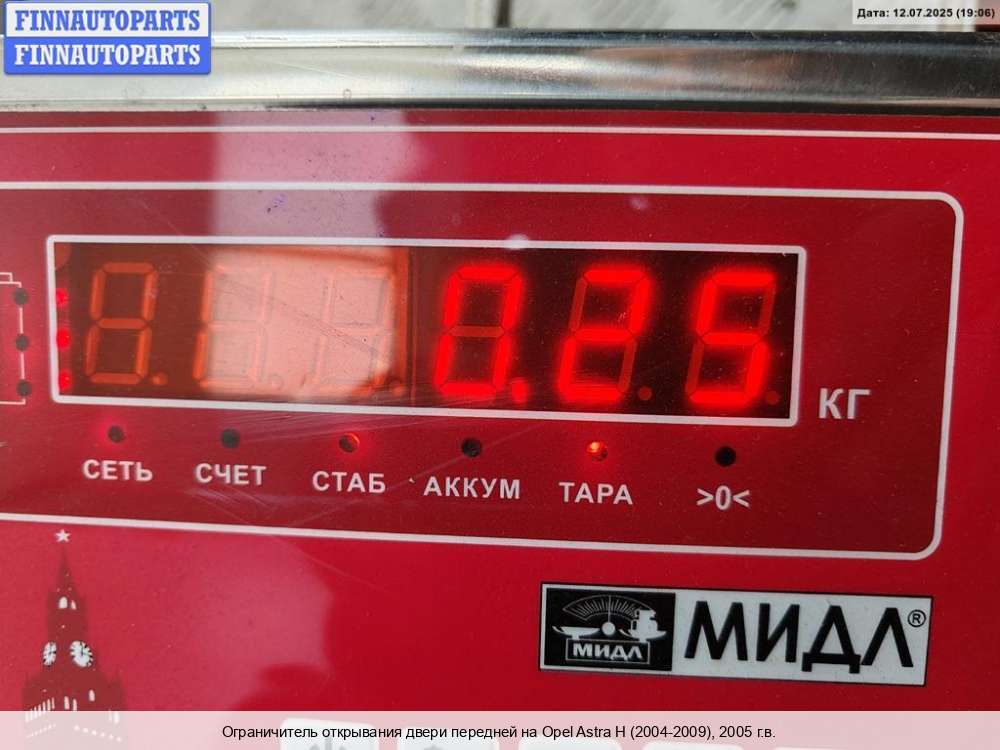 FINNAUTOPARTS
FINNAUTOPARTS
Дата: 12.07.2025 (19:06)
0.25
КГ
СЕТЬ СЧЕТ СТАБ АККУМ ТАРА >0<
МИДЛ МИДЛ®
Ограничитель открывания двери передней на Opel Astra H (2004-2009), 2005 г.в.